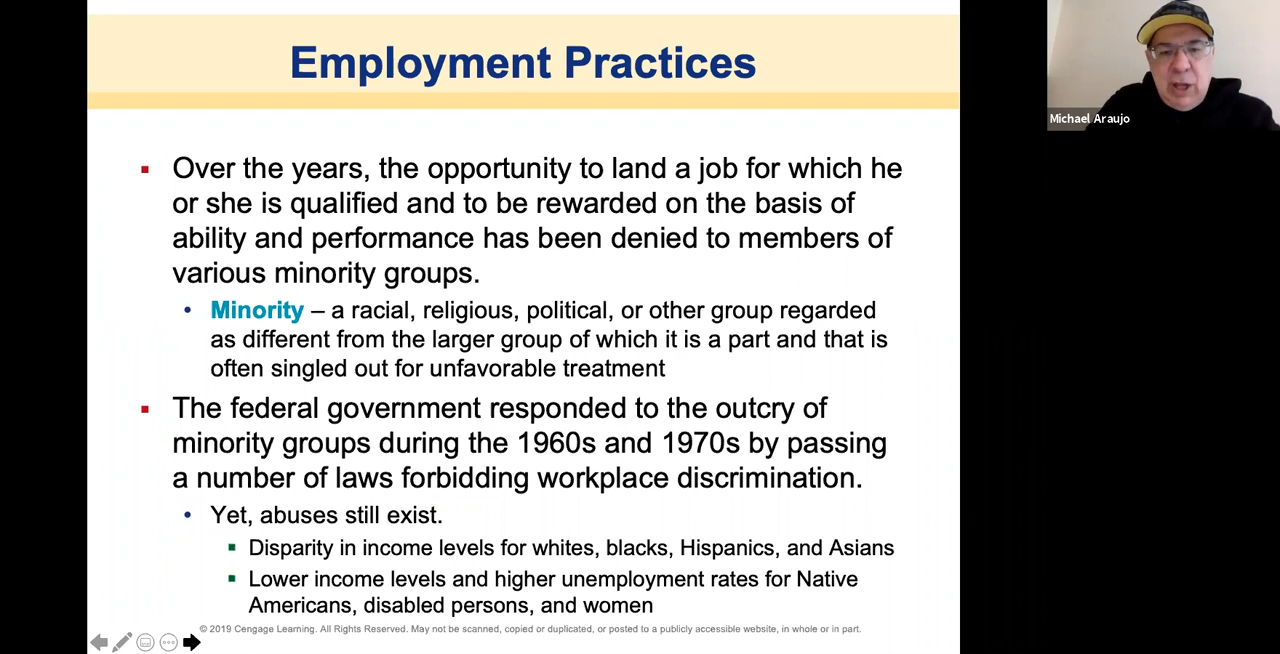 Employment Practices
Michael Araujo
▪ Over the years, the opportunity to land a job for which he
or she is qualified and to be rewarded on the basis of
ability and performance has been denied to members of
various minority groups.
• Minority – a racial, religious, political, or other group regarded
as different from the larger group of which it is a part and that is
often singled out for unfavorable treatment
▪ The federal government responded to the outcry of
minority groups during the 1960s and 1970s by passing
a number of laws forbidding workplace discrimination.
• Yet, abuses still exist.
▪ Disparity in income levels for whites, blacks, Hispanics, and Asians
▪ Lower income levels and higher unemployment rates for Native
Americans, disabled persons, and women
© 2019 Cengage Learning. All Rights Reserved. May not be scanned, copied or duplicated, or posted to a publicly accessible website, in whole or in part.